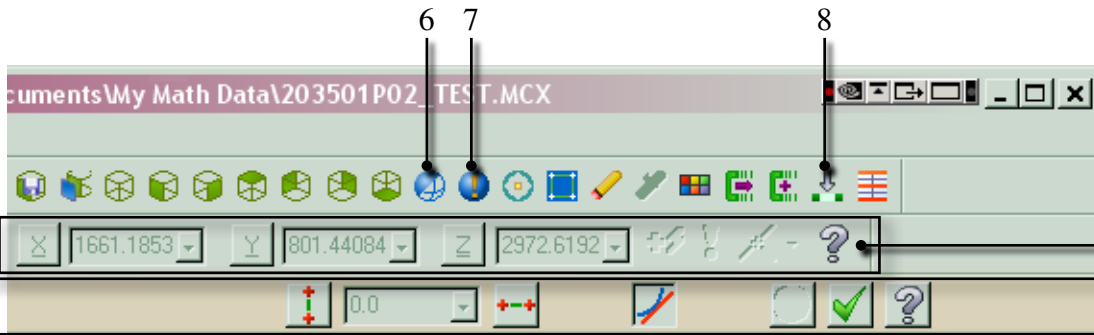 6 7 8
cuments\My Math Data\203501P02_TEST.MCX
X 1661.1853 Y 801.44084 Z 2972.6192
0.0